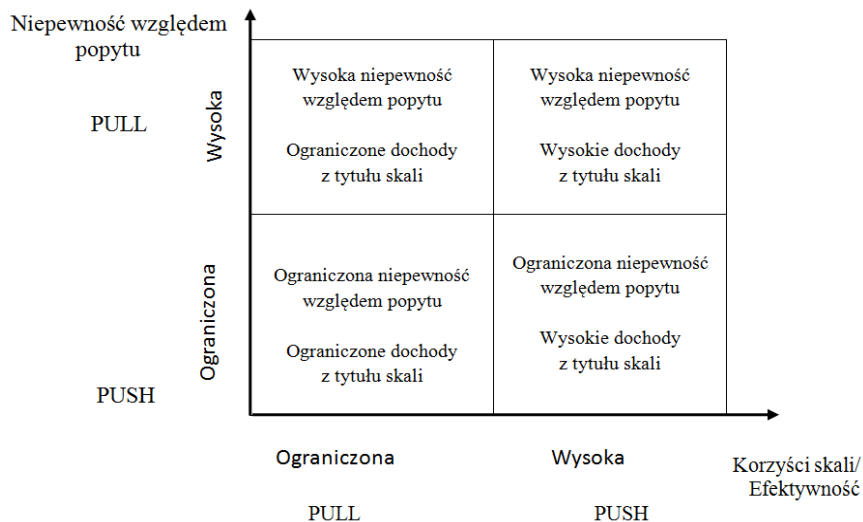 Niepewność względem
popytu
PULL
Wysoka
Wysoka niepewność
względem popytu
Ograniczone dochody
z tytułu skali
Wysoka niepewność
względem popytu
Wysokie dochody
z tytułu skali
PUSH
Ograniczona
Ograniczona niepewność
względem popytu
Ograniczone dochody
z tytułu skali
Ograniczona niepewność
względem popytu
Wysokie dochody
z tytułu skali
Ograniczona
Wysoka
Korzyści skali/
Efektywność
PULL
PUSH